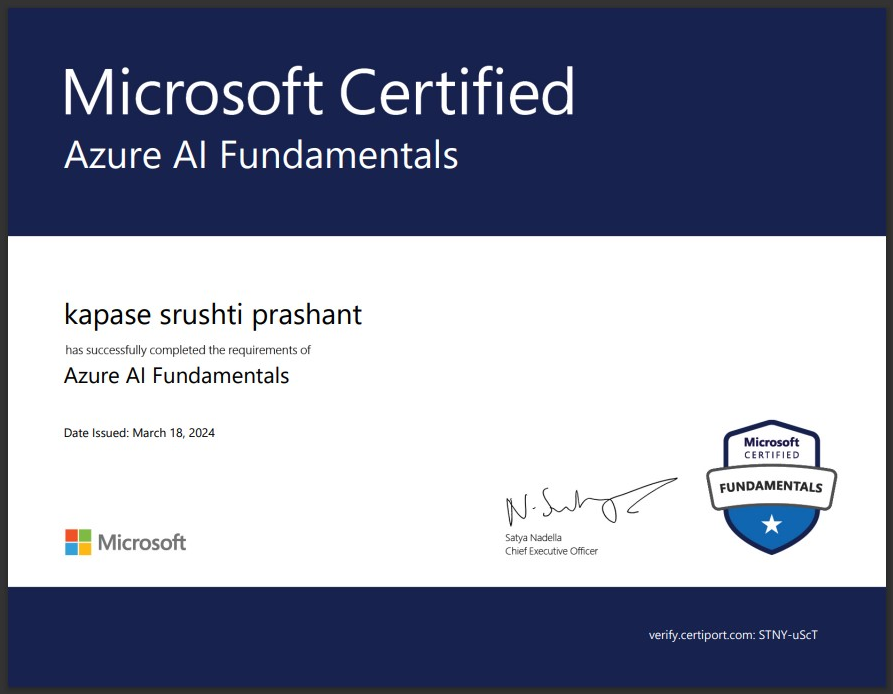 Microsoft Certified
Azure AI Fundamentals
kapase srushti prashant
has successfully completed the requirements of
Azure AI Fundamentals
Date Issued: March 18, 2024
Microsoft
CERTIFIED
FUNDAMENTALS
N. Satya
Satya Nadella
Chief Executive Officer
Microsoft
verify.certiport.com: STNY-uScT